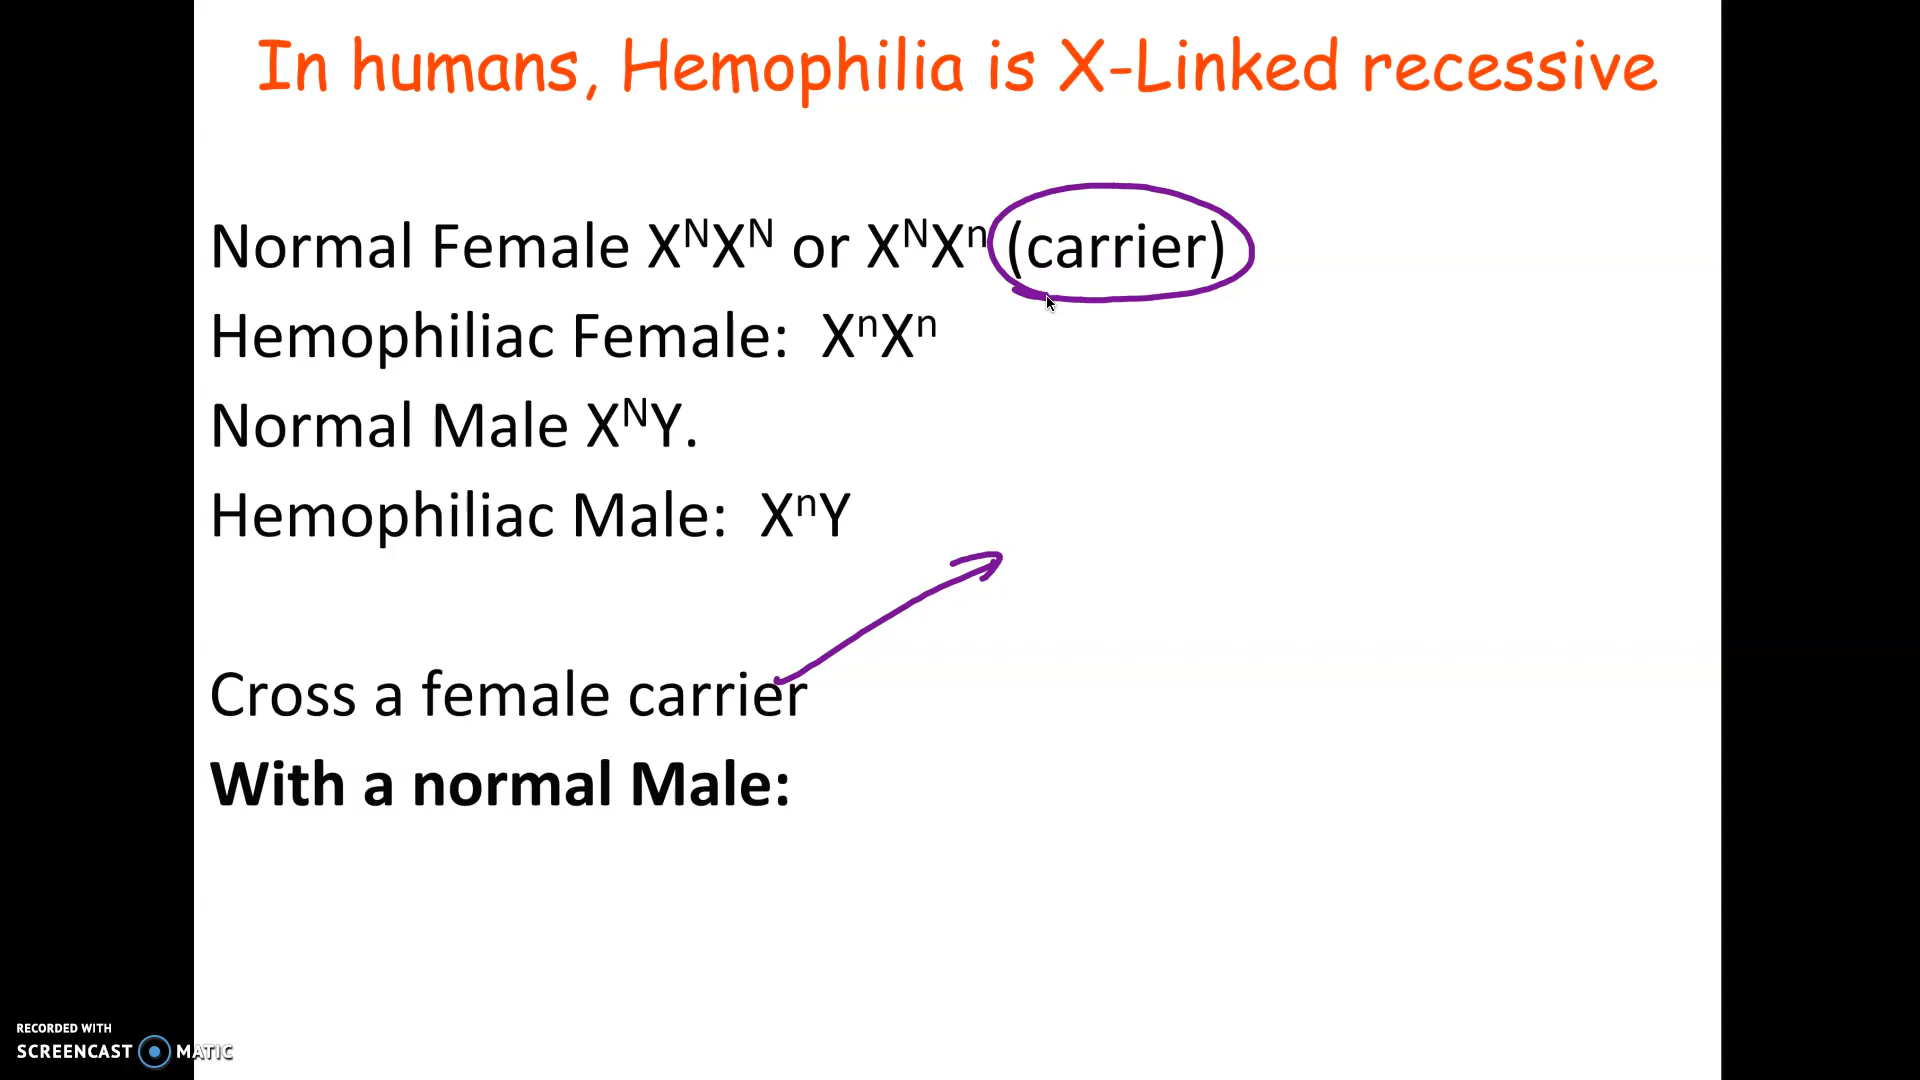 In humans, Hemophilia is X-Linked recessive
Normal Female XᴺXᴺ or XᴺXⁿ (carrier)
Hemophiliac Female: XⁿXⁿ
Normal Male XᴺY.
Hemophiliac Male: XⁿY
Cross a female carrier
With a normal Male:
RECORDED WITH
SCREENCAST MATIC